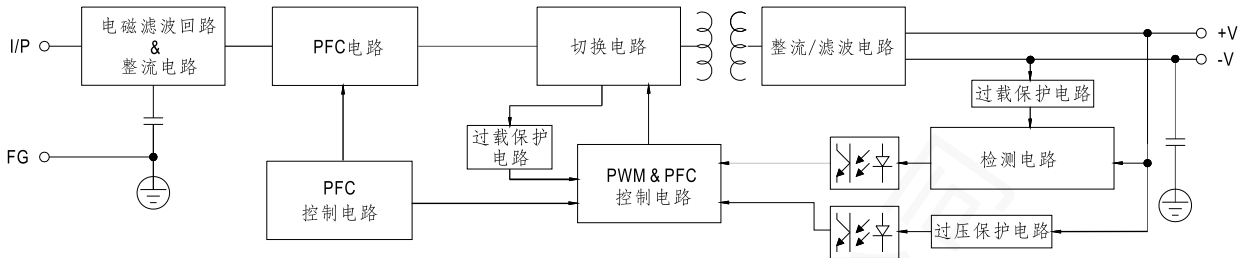 I/P
电磁滤波回路
&
整流电路
PFC电路
切换电路
整流/滤波电路
+V
-V
过载保护电路
过载保护
电路
检测电路
FG
PFC
控制电路
PWM & PFC
控制电路
过压保护电路